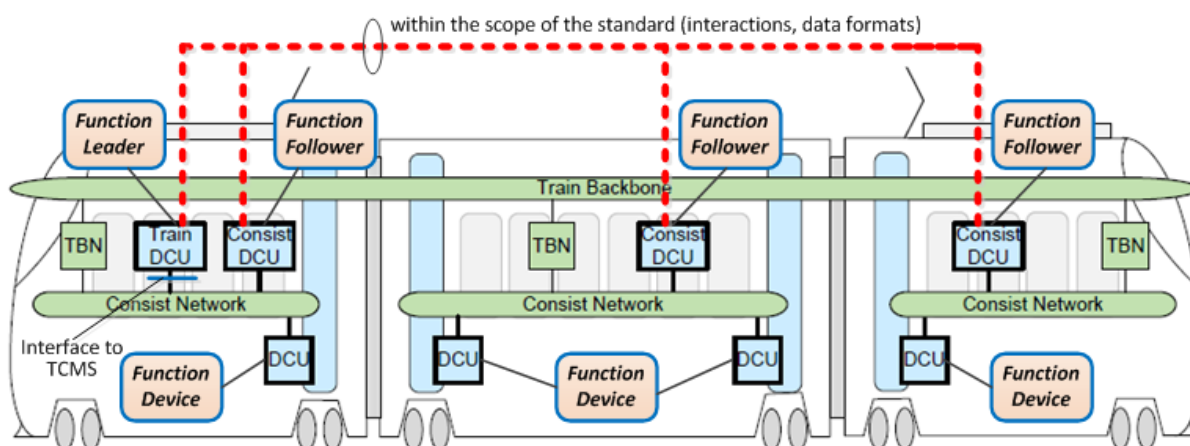 within the scope of the standard (interactions, data formats)
Function
Leader
Function
Follower
Function
Follower
Function
Follower
Train Backbone
TBN
Train
DCU
Consist
DCU
TBN
Consist
DCU
Consist
DCU
TBN
Consist Network
Consist Network
Consist Network
Interface to
TCMS
DCU
DCU
DCU
DCU
Function
Device
Function
Device
Function
Device